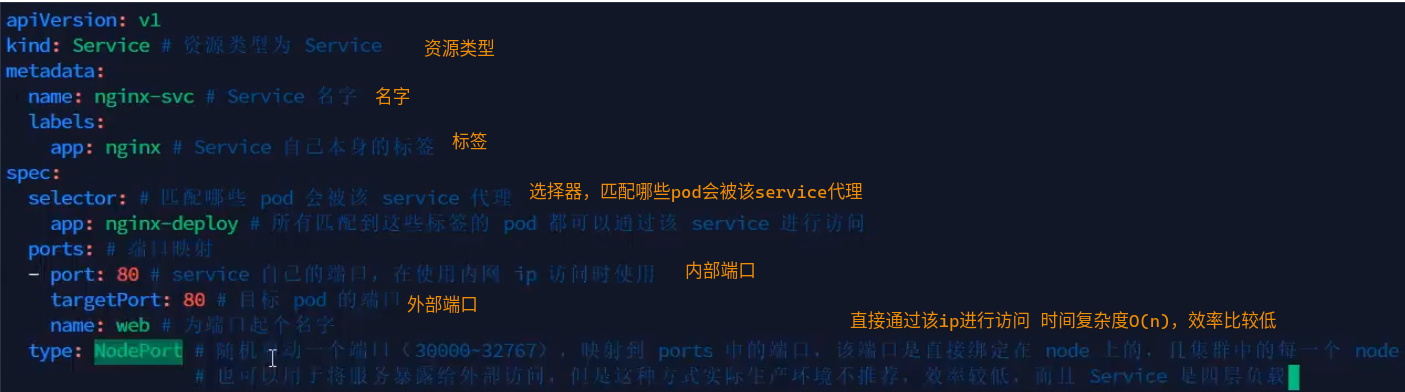 apiVersion: v1
kind: Service # 资源类型为 Service 资源类型
metadata:
name: nginx-svc # Service 名字 名字
labels:
app: nginx # Service 自己本身的标签 标签
spec:
selector: # 匹配哪些 pod 会被该 service 代理 选择器，匹配哪些pod会被该service代理
app: nginx-deploy # 所有匹配到这些标签的 pod 都可以通过该 service 进行访问
ports: # 端口映射
- port: 80 # service 自己的端口，在使用内网 ip 访问时使用 内部端口
targetPort: 80 # 目标 pod 的端口 外部端口
name: web # 为端口起个名字
直接通过该ip进行访问 时间复杂度O(n)，效率比较低
type: NodePort # 随机 动一个端口（30000~32767），映射到 ports 中的端口，该端口是直接绑定在 node 上的，且集群中的每一个 node
# 也可以用于将服务暴露给外部访问，但是这种方式实际生产环境不推荐，效率较低，而且 Service 是四层负载